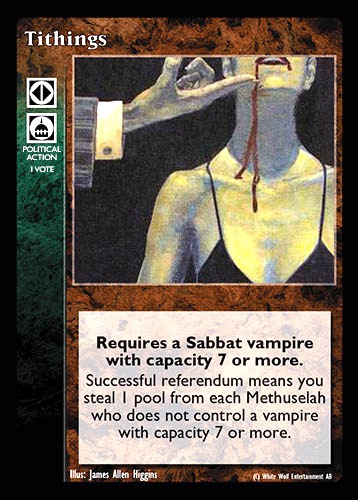 Tithings
POLITICAL
ACTION
1 VOTE
Requires a Sabbat vampire
with capacity 7 or more.
Successful referendum means you
steal 1 pool from each Methuselah
who does not control a vampire
with capacity 7 or more.
Illus: James Allen Higgins
(C) White Wolf Entertainment AB